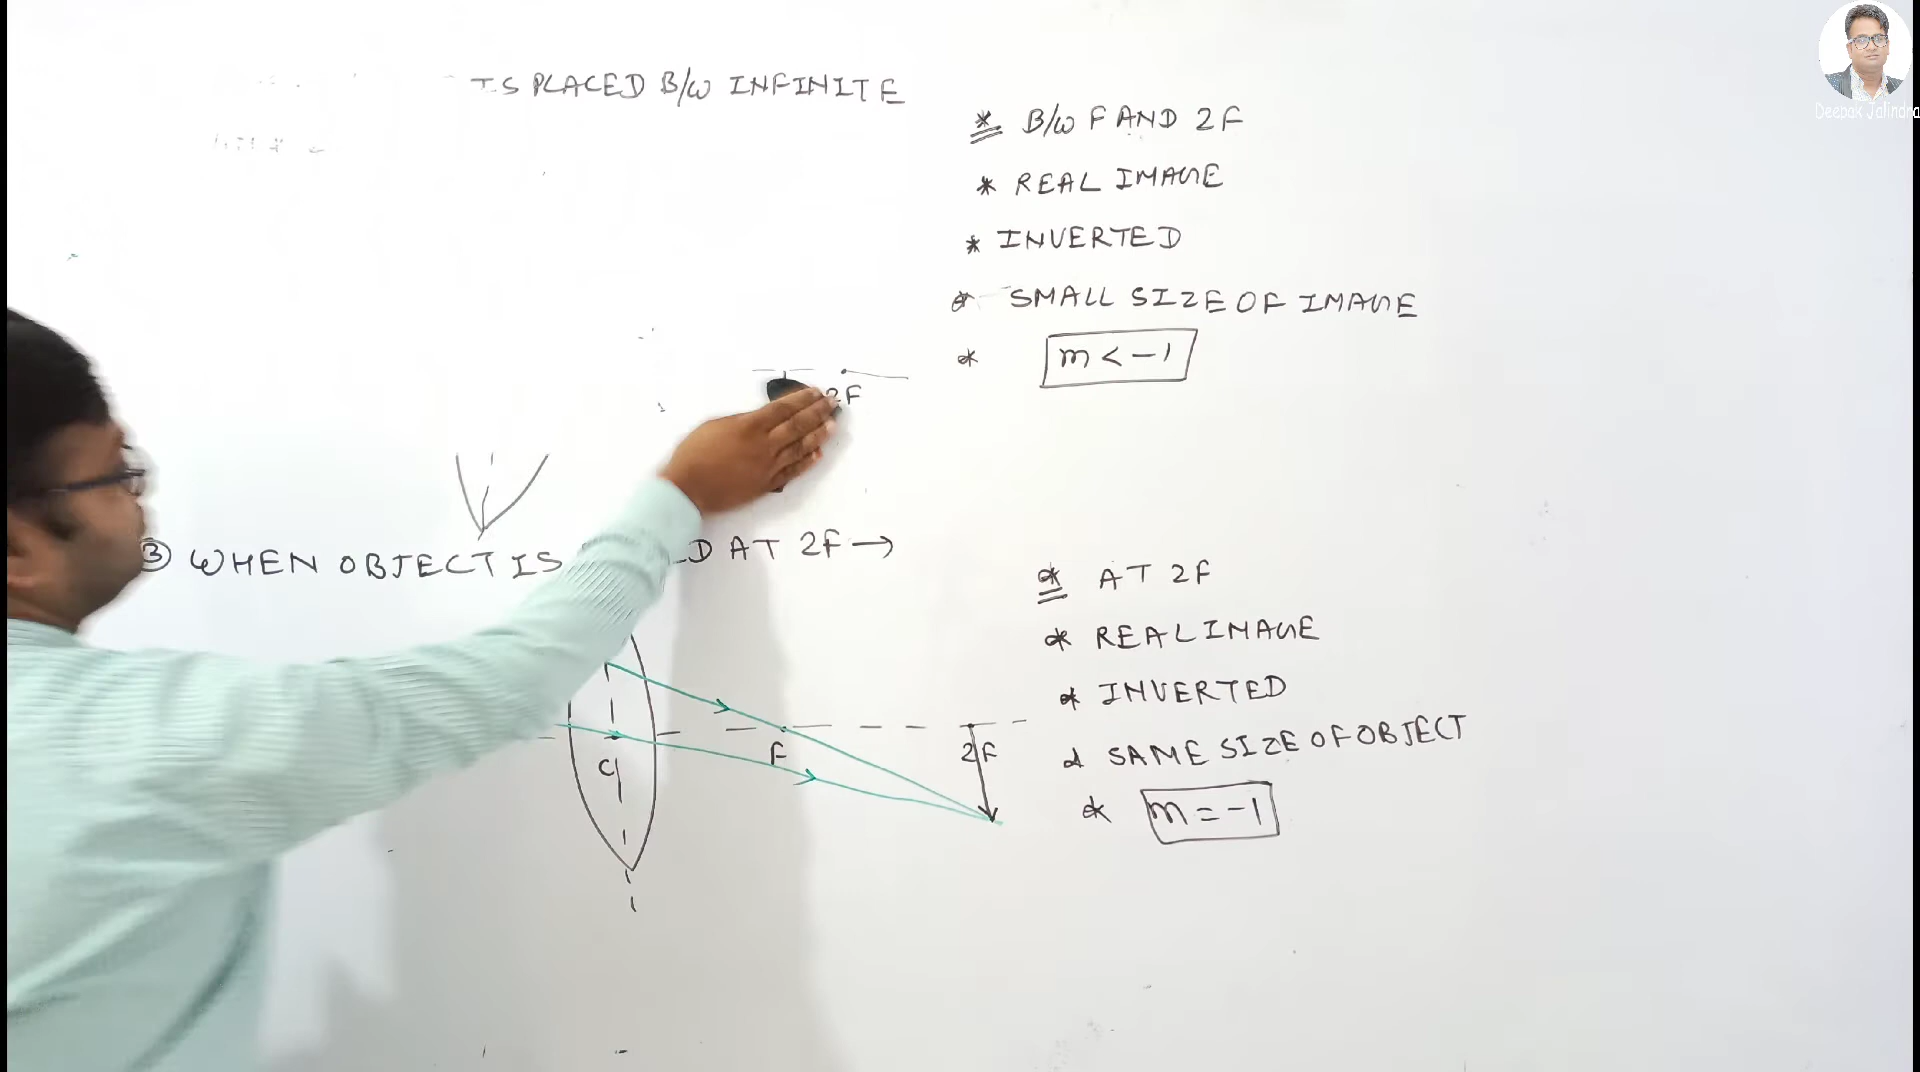 IS PLACED B/W INFINITE
* B/W F AND 2F
* REAL IMAGE
* INVERTED
* SMALL SIZE OF IMAGE
* m < -1
2F
③ WHEN OBJECT IS D AT 2F →
* AT 2F
* REAL IMAGE
* INVERTED
* SAME SIZE OF OBJECT
* m = -1
C F 2F
Deepak Jalindra